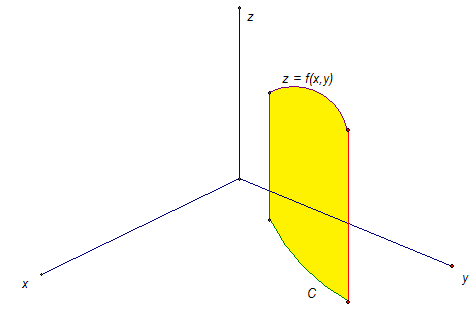 z
z = f(x,y)
x
y
C